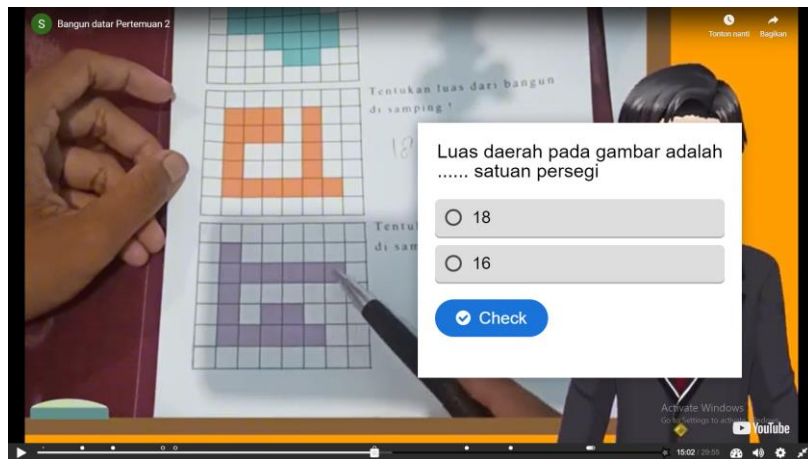 S Bangun datar Pertemuan 2
Tonton nanti Bagikan
Tentukan luas dari bangun
di samping !
18
Luas daerah pada gambar adalah
...... satuan persegi
18
16
Check
Tentu
di sam
Activate Windows
Go to Settings to activate Windows.
YouTube
15:02 / 29:55